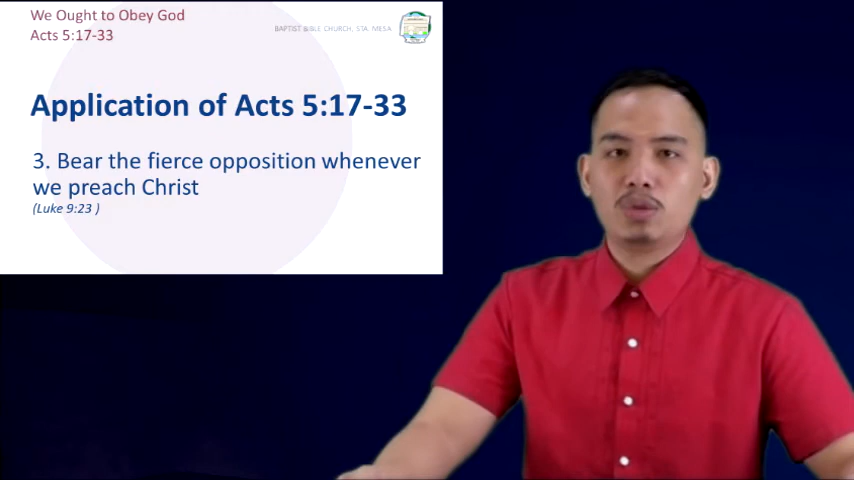 We Ought to Obey God
Acts 5:17-33
BAPTIST BIBLE CHURCH, STA. MESA
Application of Acts 5:17-33
3. Bear the fierce opposition whenever
we preach Christ
(Luke 9:23 )